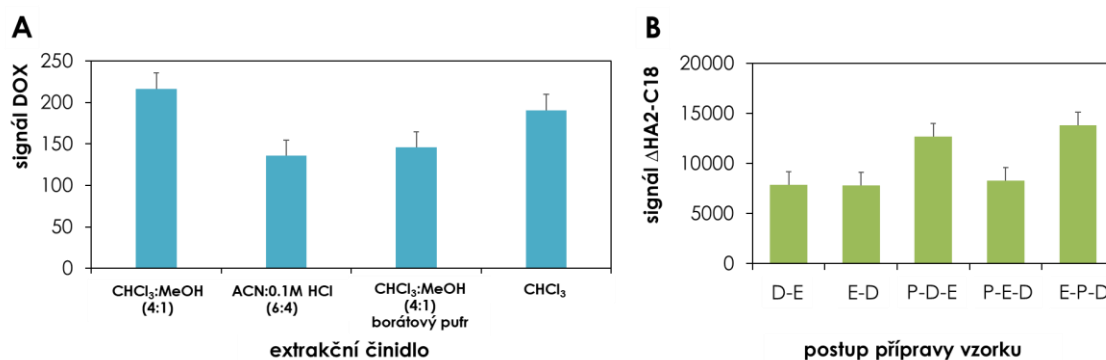 A
signál DOX
250
200
150
100
50
0
CHCl₃:MeOH
(4:1)
ACN:0.1M HCl
(6:4)
CHCl₃:MeOH
(4:1)
borátový pufr
CHCl₃
extrakční činidlo
B
signál ΔHA2-C18
20000
15000
10000
5000
0
D-E
E-D
P-D-E
P-E-D
E-P-D
postup přípravy vzorku